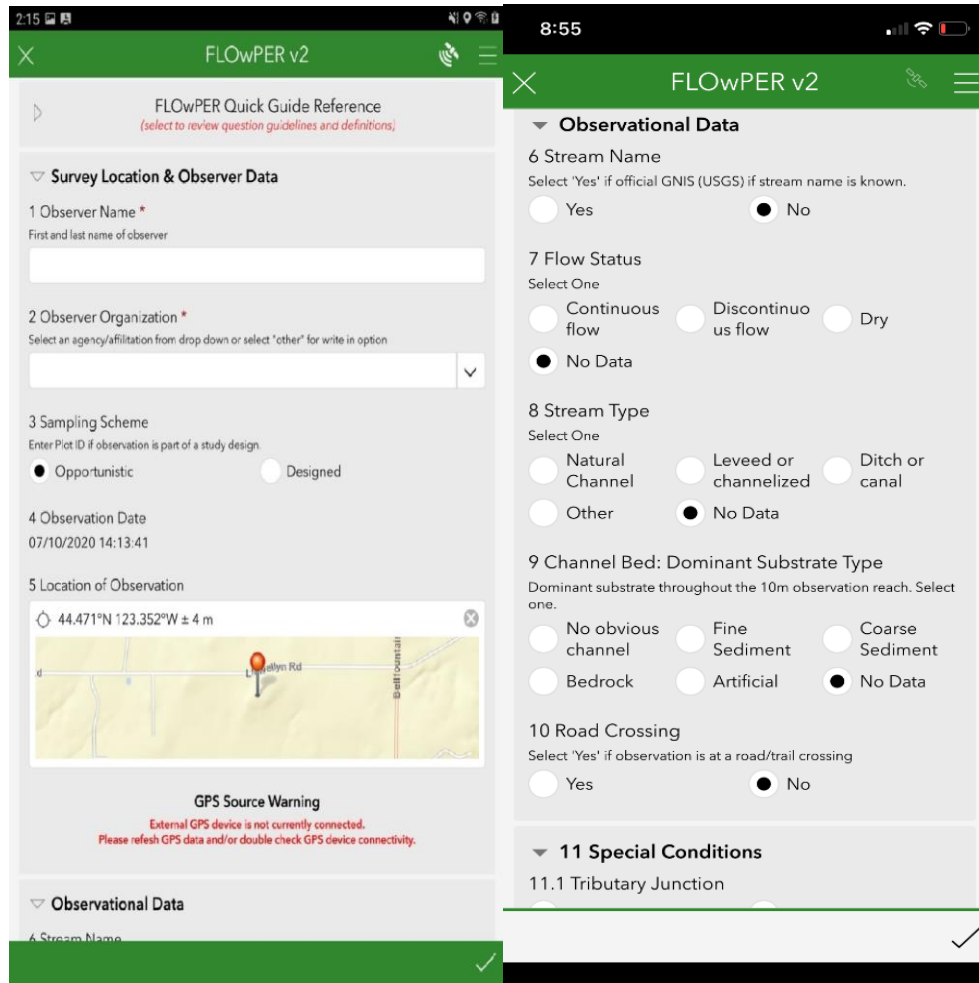 2:15
FLOwPER v2
FLOwPER Quick Guide Reference
(select to review question guidelines and definitions)
Survey Location & Observer Data
1 Observer Name *
First and last name of observer
2 Observer Organization *
Select an agency/affilitation from drop down or select "other" for write in option
3 Sampling Scheme
Enter Plot ID if observation is part of a study design.
Opportunistic Designed
4 Observation Date
07/10/2020 14:13:41
5 Location of Observation
44.471°N 123.352°W ± 4 m
Rd
GPS Source Warning
External GPS device is not currently connected.
Please refesh GPS data and/or double check GPS device connectivity.
Observational Data
6 Stream Name
8:55
FLOwPER v2
Observational Data
6 Stream Name
Select 'Yes' if official GNIS (USGS) if stream name is known.
Yes No
7 Flow Status
Select One
Continuous flow Discontinuo us flow Dry
No Data
8 Stream Type
Select One
Natural Channel Leveed or channelized Ditch or canal
Other No Data
9 Channel Bed: Dominant Substrate Type
Dominant substrate throughout the 10m observation reach. Select
one.
No obvious channel Fine Sediment Coarse Sediment
Bedrock Artificial No Data
10 Road Crossing
Select 'Yes' if observation is at a road/trail crossing
Yes No
11 Special Conditions
11.1 Tributary Junction